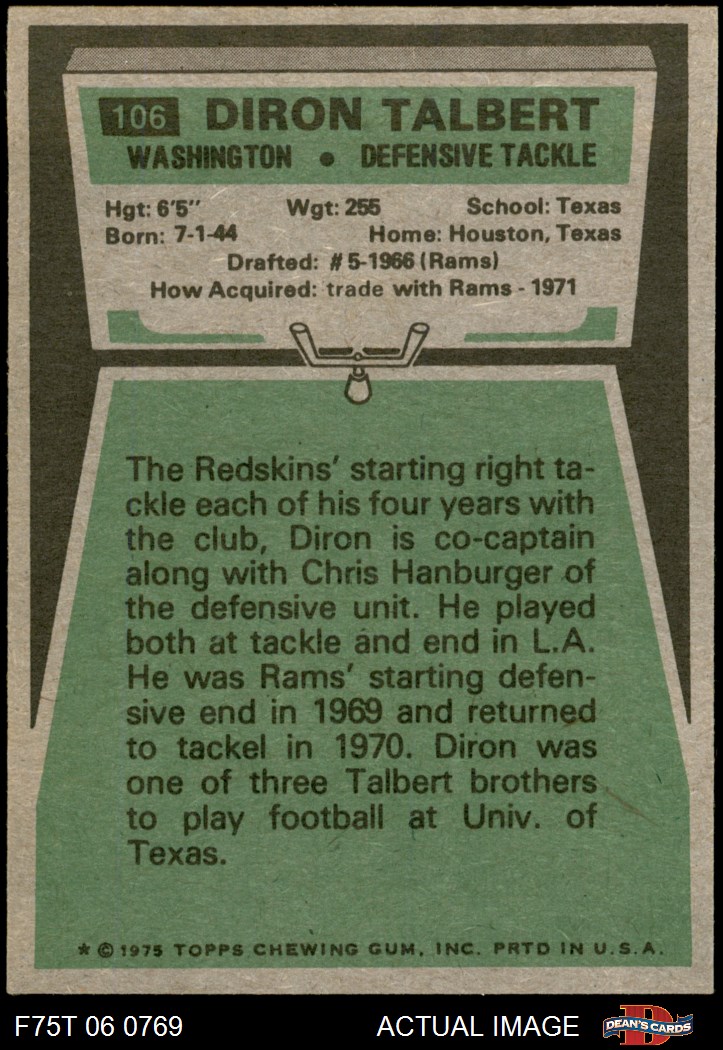 106 DIRON TALBERT
WASHINGTON • DEFENSIVE TACKLE
Hgt: 6'5" Wgt: 255 School: Texas
Born: 7-1-44 Home: Houston, Texas
Drafted: #5-1966 (Rams)
How Acquired: trade with Rams - 1971
The Redskins' starting right ta-
ckle each of his four years with
the club, Diron is co-captain
along with Chris Hanburger of
the defensive unit. He played
both at tackle and end in L.A.
He was Rams' starting defen-
sive end in 1969 and returned
to tackel in 1970. Diron was
one of three Talbert brothers
to play football at Univ. of
Texas.
* © 1975 TOPPS CHEWING GUM, INC. PRTD IN U.S.A.
F75T 06 0769 ACTUAL IMAGE DEAN'S CARDS